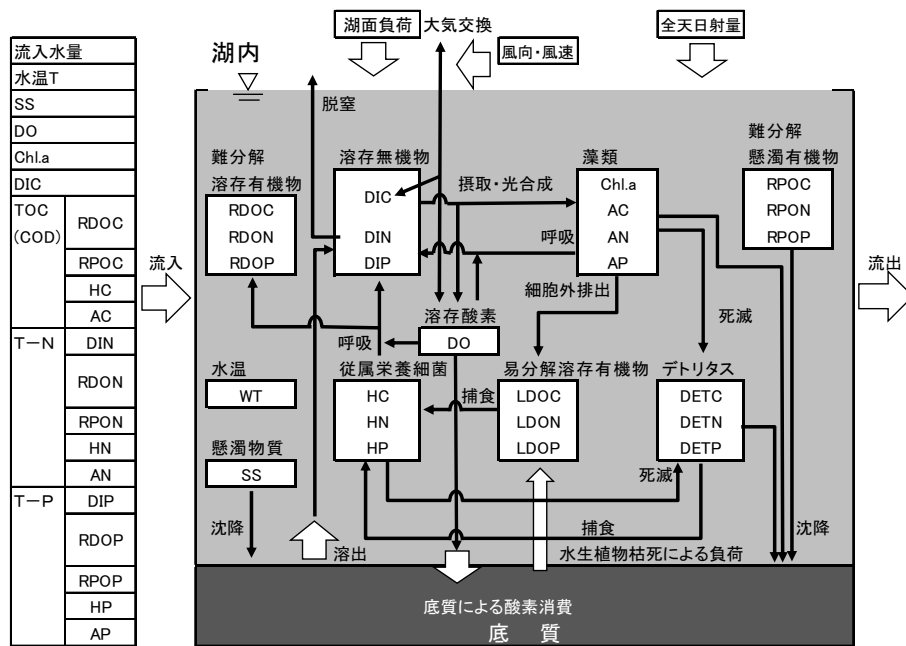 流入水量
水温T
SS
DO
Chl.a
DIC
TOC
(COD)
RDOC
RPOC
HC
AC
T－N
DIN
RDON
RPON
HN
AN
T－P
DIP
RDOP
RPOP
HP
AP
流入
湖内
湖面負荷
大気交換
風向・風速
全天日射量
脱窒
難分解
溶存有機物
RDOC
RDON
RDOP
溶存無機物
DIC
DIN
DIP
摂取・光合成
呼吸
藻類
Chl.a
AC
AN
AP
難分解
懸濁有機物
RPOC
RPON
RPOP
流出
細胞外排出
死滅
溶存酸素
DO
呼吸
水温
WT
従属栄養細菌
HC
HN
HP
捕食
易分解溶存有機物
LDOC
LDON
LDOP
デトリタス
DETC
DETN
DETP
懸濁物質
SS
死滅
沈降
溶出
捕食
水生植物枯死による負荷
沈降
底質による酸素消費
底 質